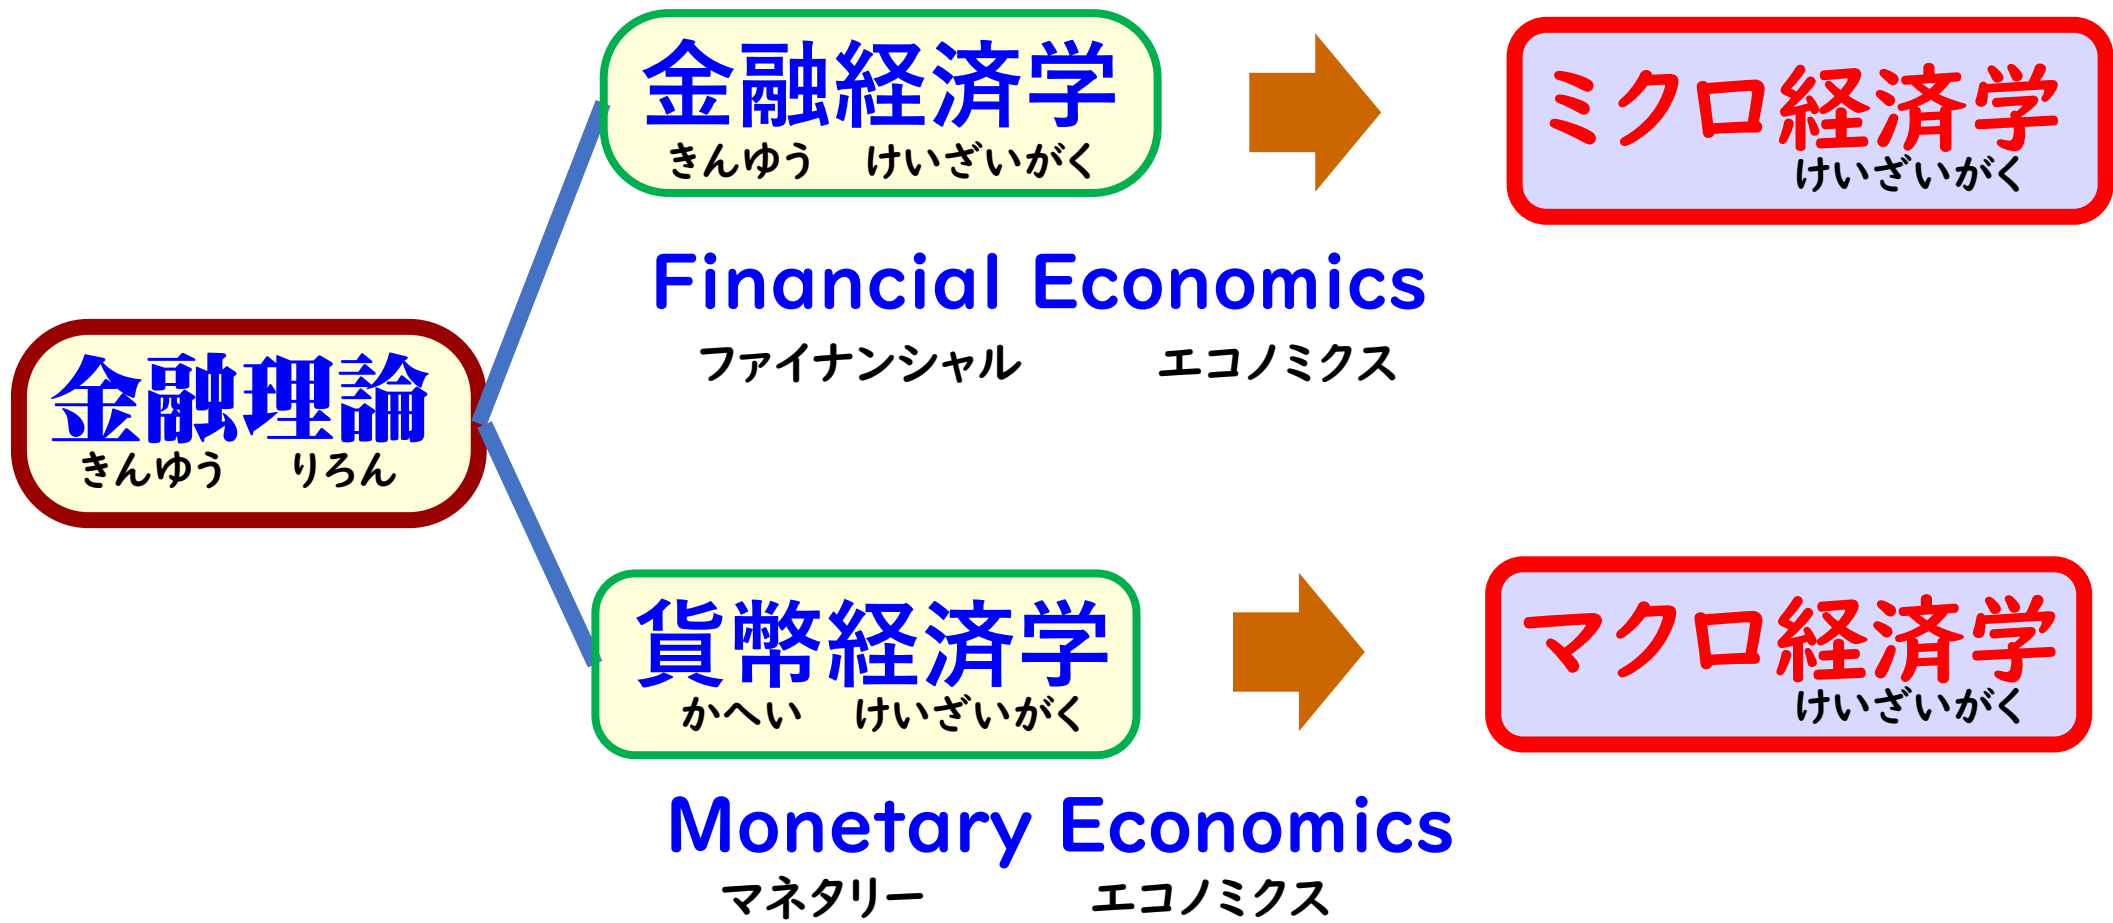 金融経済学
きんゆう けいざいがく
ミクロ経済学
けいざいがく
Financial Economics
ファイナンシャル エコノミクス
金融理論
きんゆう りろん
貨幣経済学
かへい けいざいがく
マクロ経済学
けいざいがく
Monetary Economics
マネタリー エコノミクス